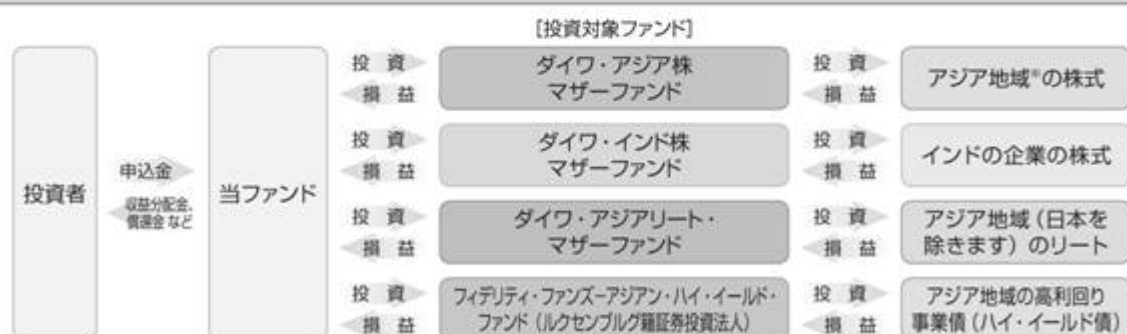 [投資対象ファンド]
投資者
申込金
収益分配金、
償還金 など
当ファンド
投 資
損 益
ダイワ・アジア株
マザーファンド
投 資
損 益
アジア地域※の株式
投 資
損 益
ダイワ・インド株
マザーファンド
投 資
損 益
インドの企業の株式
投 資
損 益
ダイワ・アジアリート・
マザーファンド
投 資
損 益
アジア地域(日本を
除きます)のリート
投 資
損 益
フィデリティ・ファンズ-アジアン・ハイ・イールド・
ファンド(ルクセンブルグ籍証券投資法人)
投 資
損 益
アジア地域の高利回り
事業債(ハイ・イールド債)